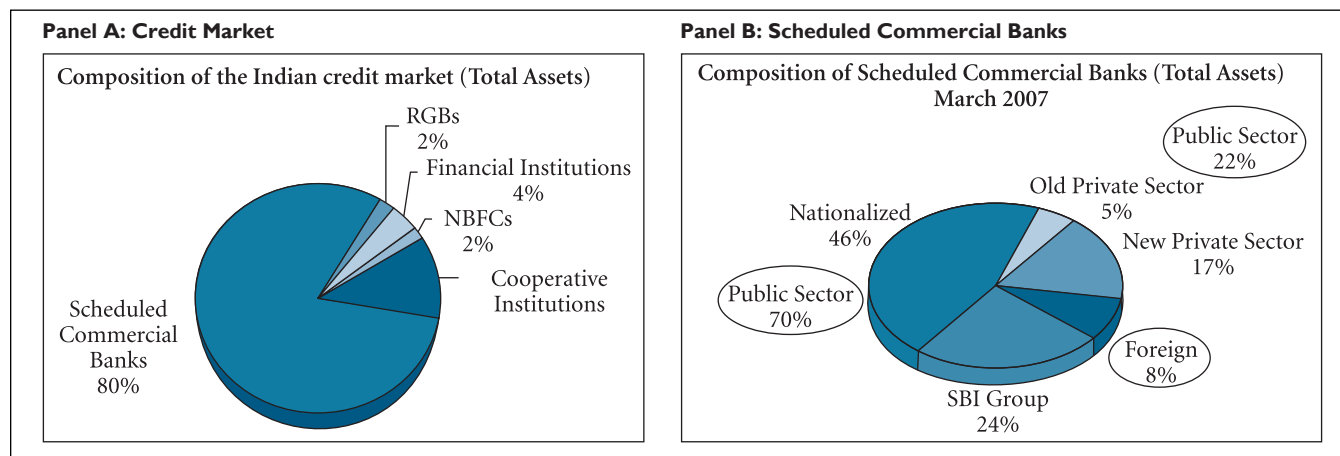 Panel A: Credit Market
Composition of the Indian credit market (Total Assets)
RGBs
2%
Financial Institutions
4%
NBFCs
2%
Cooperative
Institutions
Scheduled
Commercial
Banks
80%
Panel B: Scheduled Commercial Banks
Composition of Scheduled Commercial Banks (Total Assets)
March 2007
Public Sector
22%
Old Private Sector
5%
Nationalized
46%
New Private Sector
17%
Public Sector
70%
Foreign
8%
SBI Group
24%